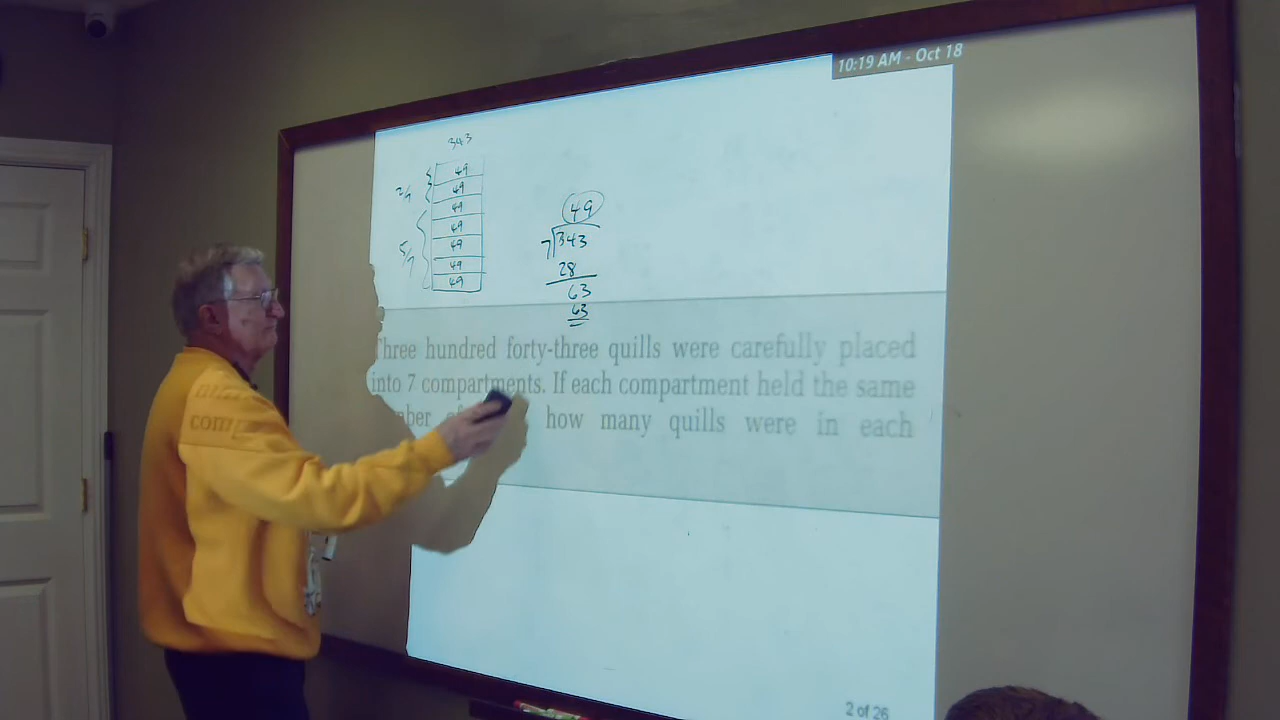 10:19 AM - Oct 18
343
49
49
2/7
49
49
5/7
49
49
49
49
7 343
28
63
63
Three hundred forty-three quills were carefully placed
into 7 compartments. If each compartment held the same
how many quills were in each
comp
2 of 26